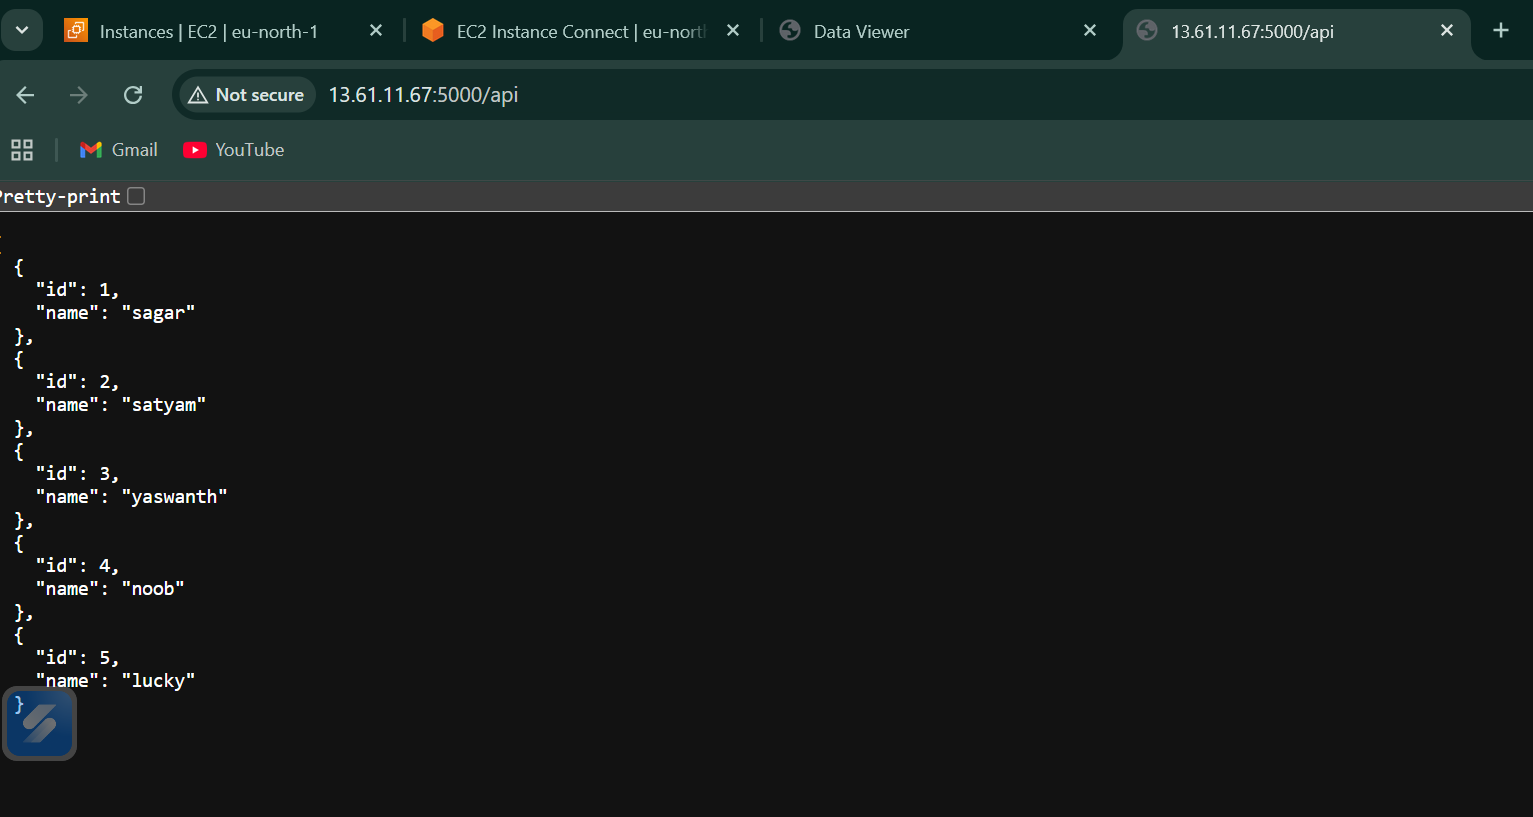 Instances | EC2 | eu-north-1
EC2 Instance Connect | eu-nort
Data Viewer
13.61.11.67:5000/api
Not secure
13.61.11.67:5000/api
Gmail
YouTube
Pretty-print
{
"id": 1,
"name": "sagar"
},
{
"id": 2,
"name": "satyam"
},
{
"id": 3,
"name": "yaswanth"
},
{
"id": 4,
"name": "noob"
},
{
"id": 5,
"name": "lucky"
}